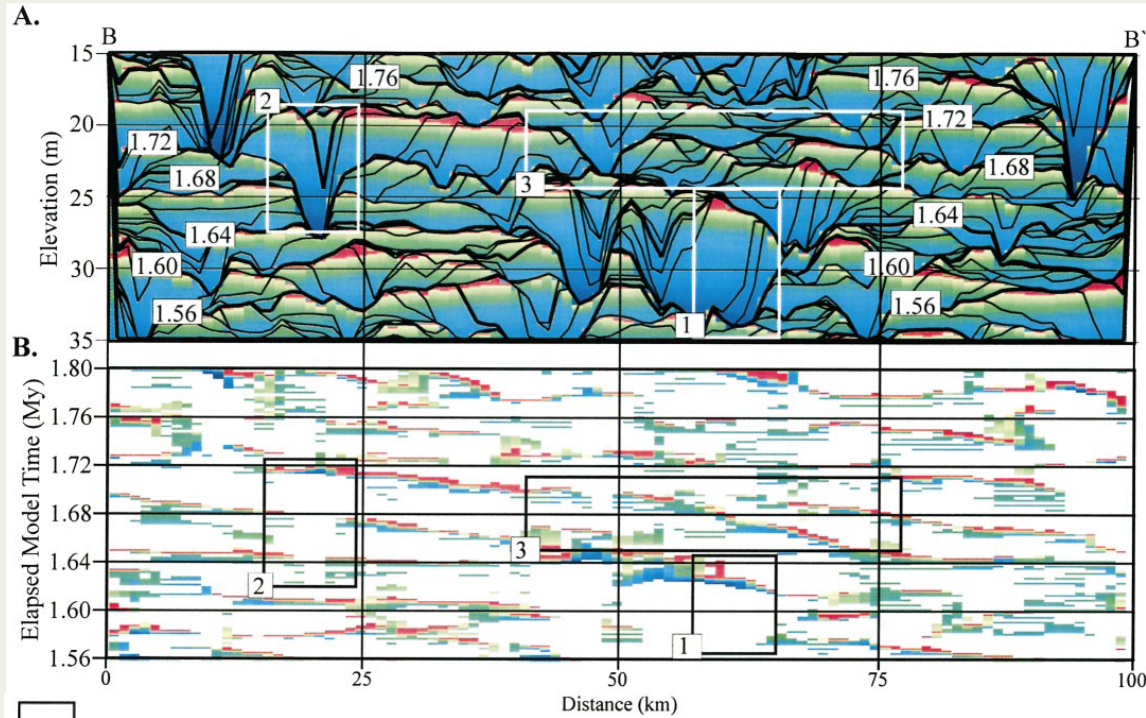 A.
B B`
15
20
25
30
35
Elevation (m)
1.76 1.76
2
1.72 1.72
1.68 3 1.68
1.64 1.64
1.60 1.60
1.56 1.56
1
B.
1.80
1.76
1.72
1.68
1.64
1.60
1.56
Elapsed Model Time (My)
3
2
1
0 25 50 75 100
Distance (km)